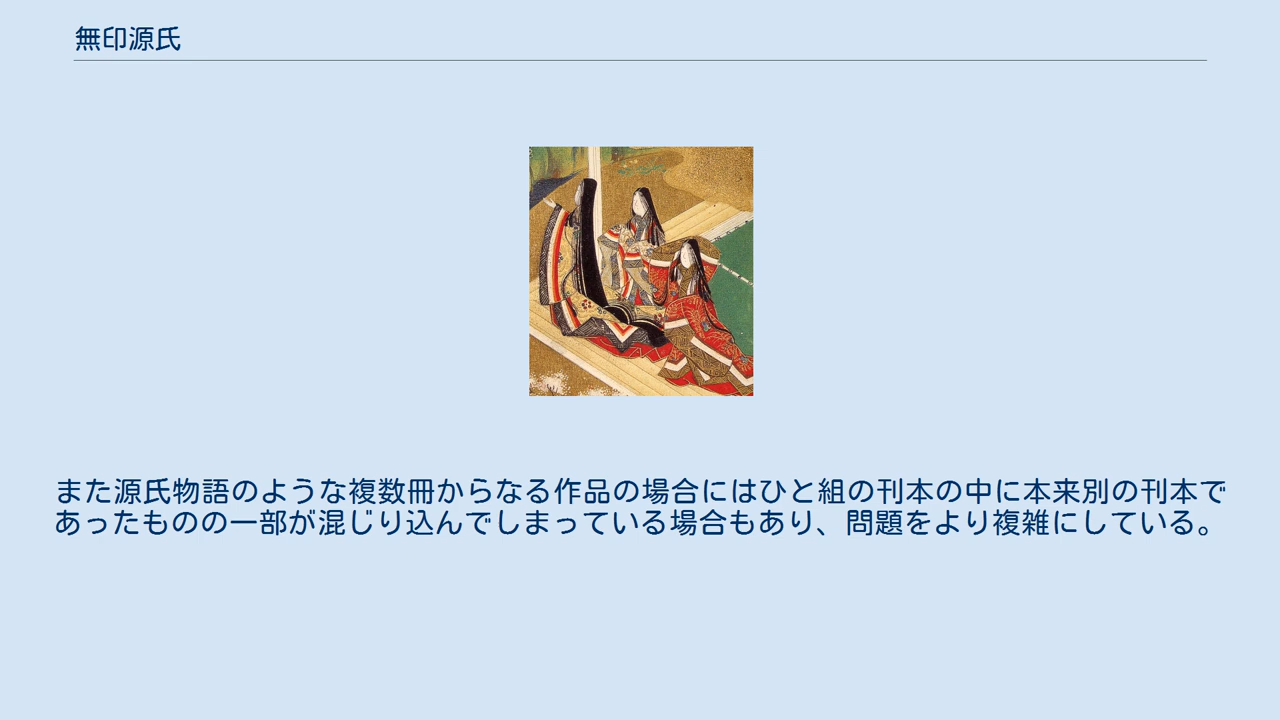 無印源氏
また源氏物語のような複数冊からなる作品の場合にはひと組の刊本の中に本来別の刊本で
あったものの一部が混じり込んでしまっている場合もあり、問題をより複雑にしている。